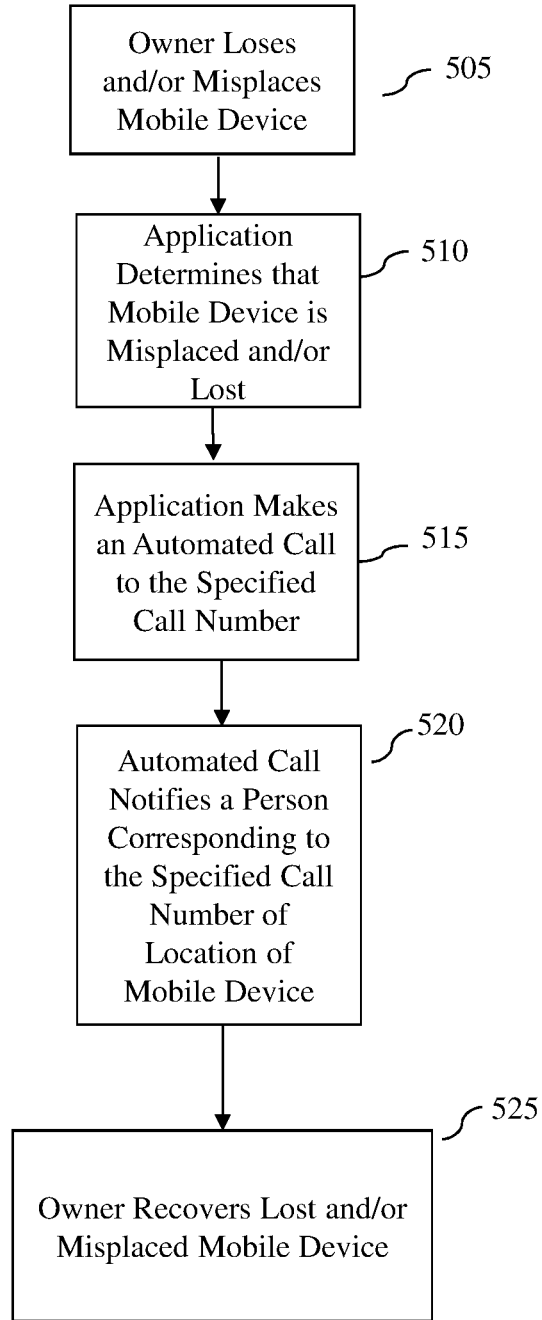 Owner Loses
and/or Misplaces
Mobile Device
505
Application
Determines that
Mobile Device is
Misplaced and/or
Lost
510
Application Makes
an Automated Call
to the Specified
Call Number
515
Automated Call
Notifies a Person
Corresponding to
the Specified Call
Number of
Location of
Mobile Device
520
Owner Recovers Lost and/or
Misplaced Mobile Device
525